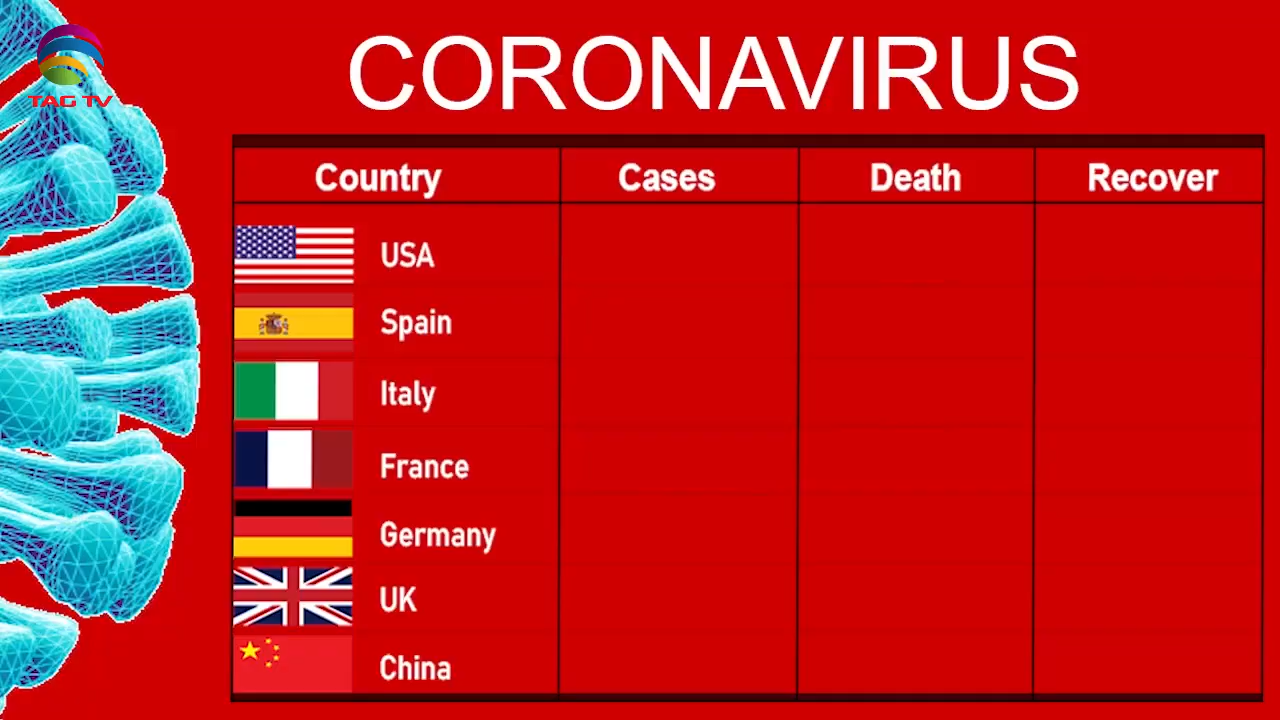 TAG TV
CORONAVIRUS
Country Cases Death Recover
USA
Spain
Italy
France
Germany
UK
China